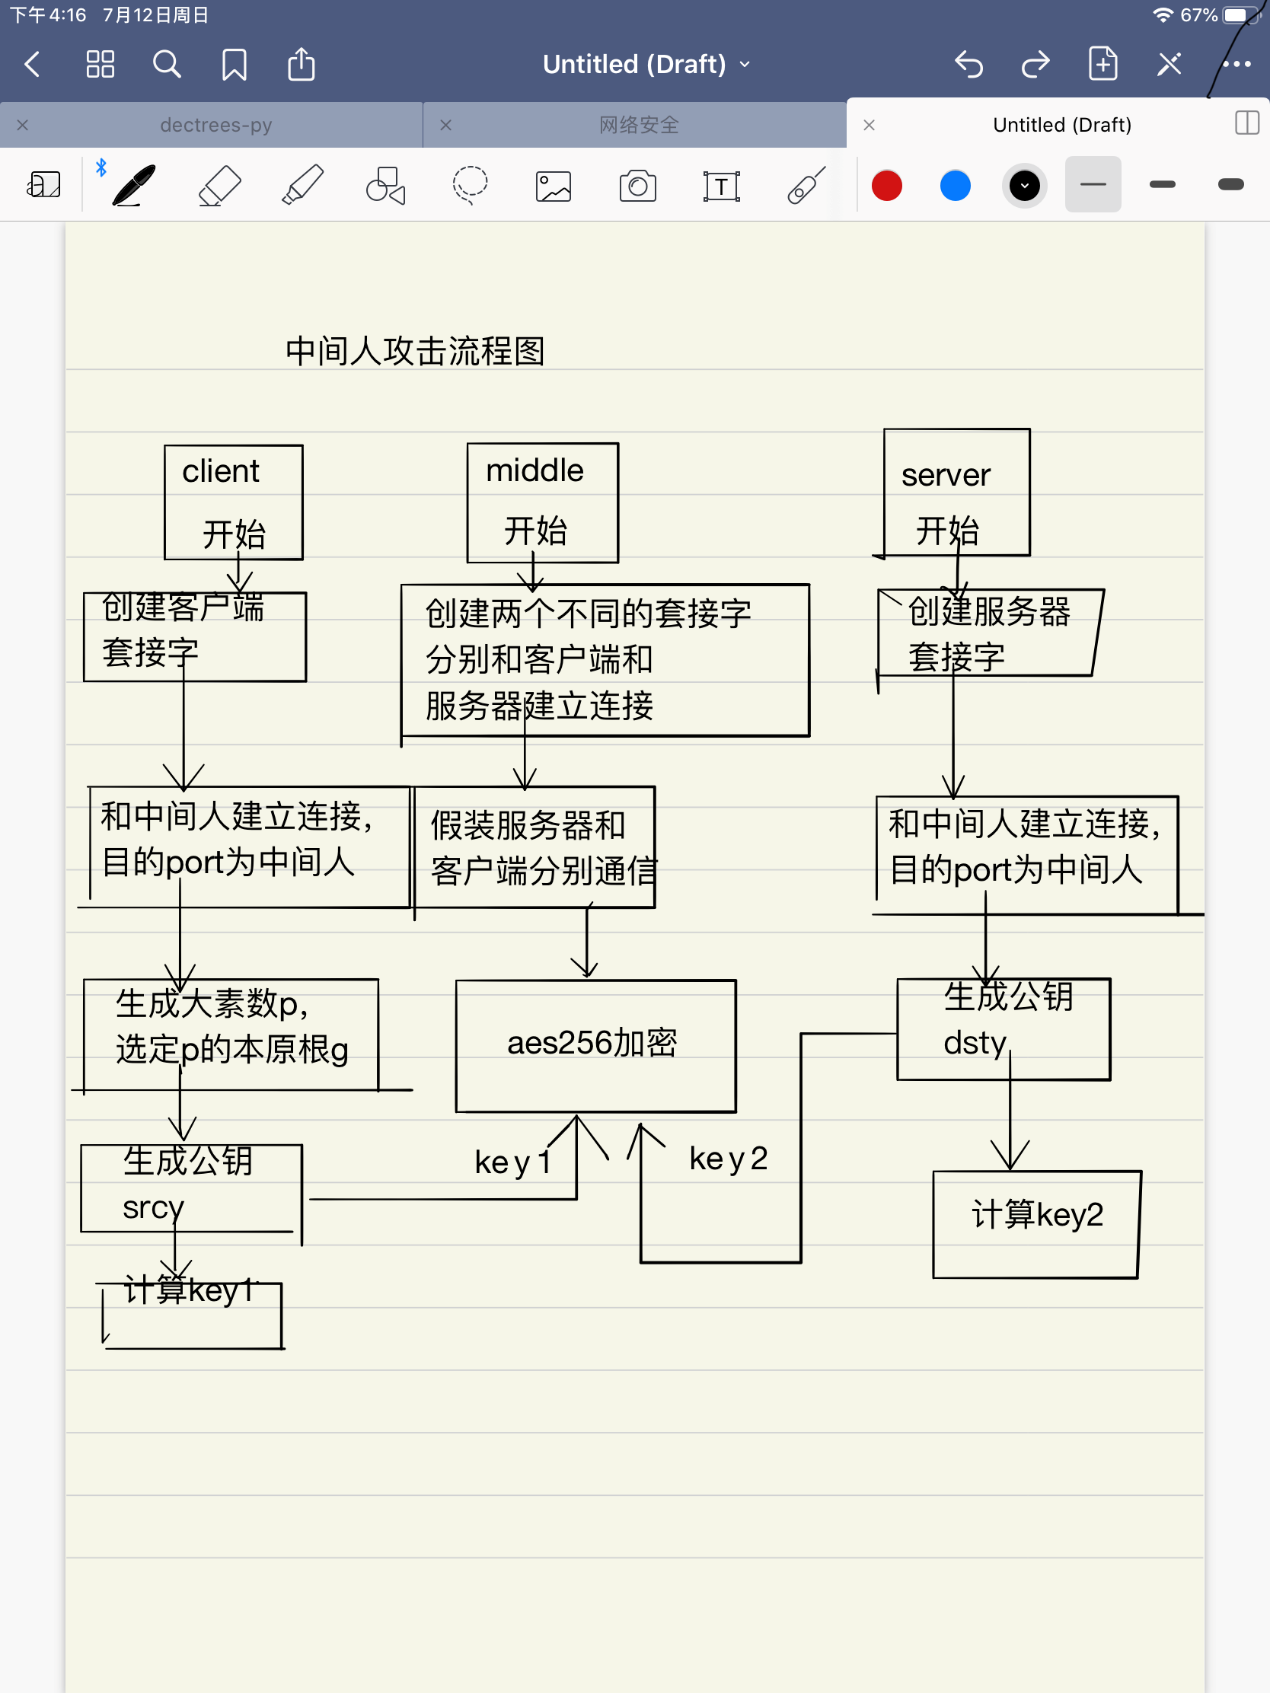 下午4:16 7月12日周日
67%
Untitled (Draft)
dectrees-py
网络安全
Untitled (Draft)
中间人攻击流程图
client
开始
创建客户端
套接字
和中间人建立连接，
目的port为中间人
生成大素数p，
选定p的本原根g
生成公钥
srcy
计算key1
middle
开始
创建两个不同的套接字
分别和客户端和
服务器建立连接
假装服务器和
客户端分别通信
aes256加密
key1
key2
server
开始
创建服务器
套接字
和中间人建立连接，
目的port为中间人
生成公钥
dsty
计算key2